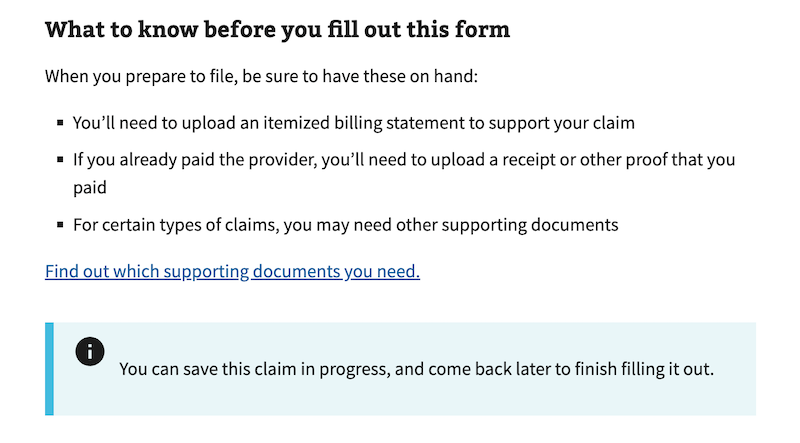 What to know before you fill out this form
When you prepare to file, be sure to have these on hand:
You’ll need to upload an itemized billing statement to support your claim
If you already paid the provider, you’ll need to upload a receipt or other proof that you
paid
For certain types of claims, you may need other supporting documents
Find out which supporting documents you need.
You can save this claim in progress, and come back later to finish filling it out.